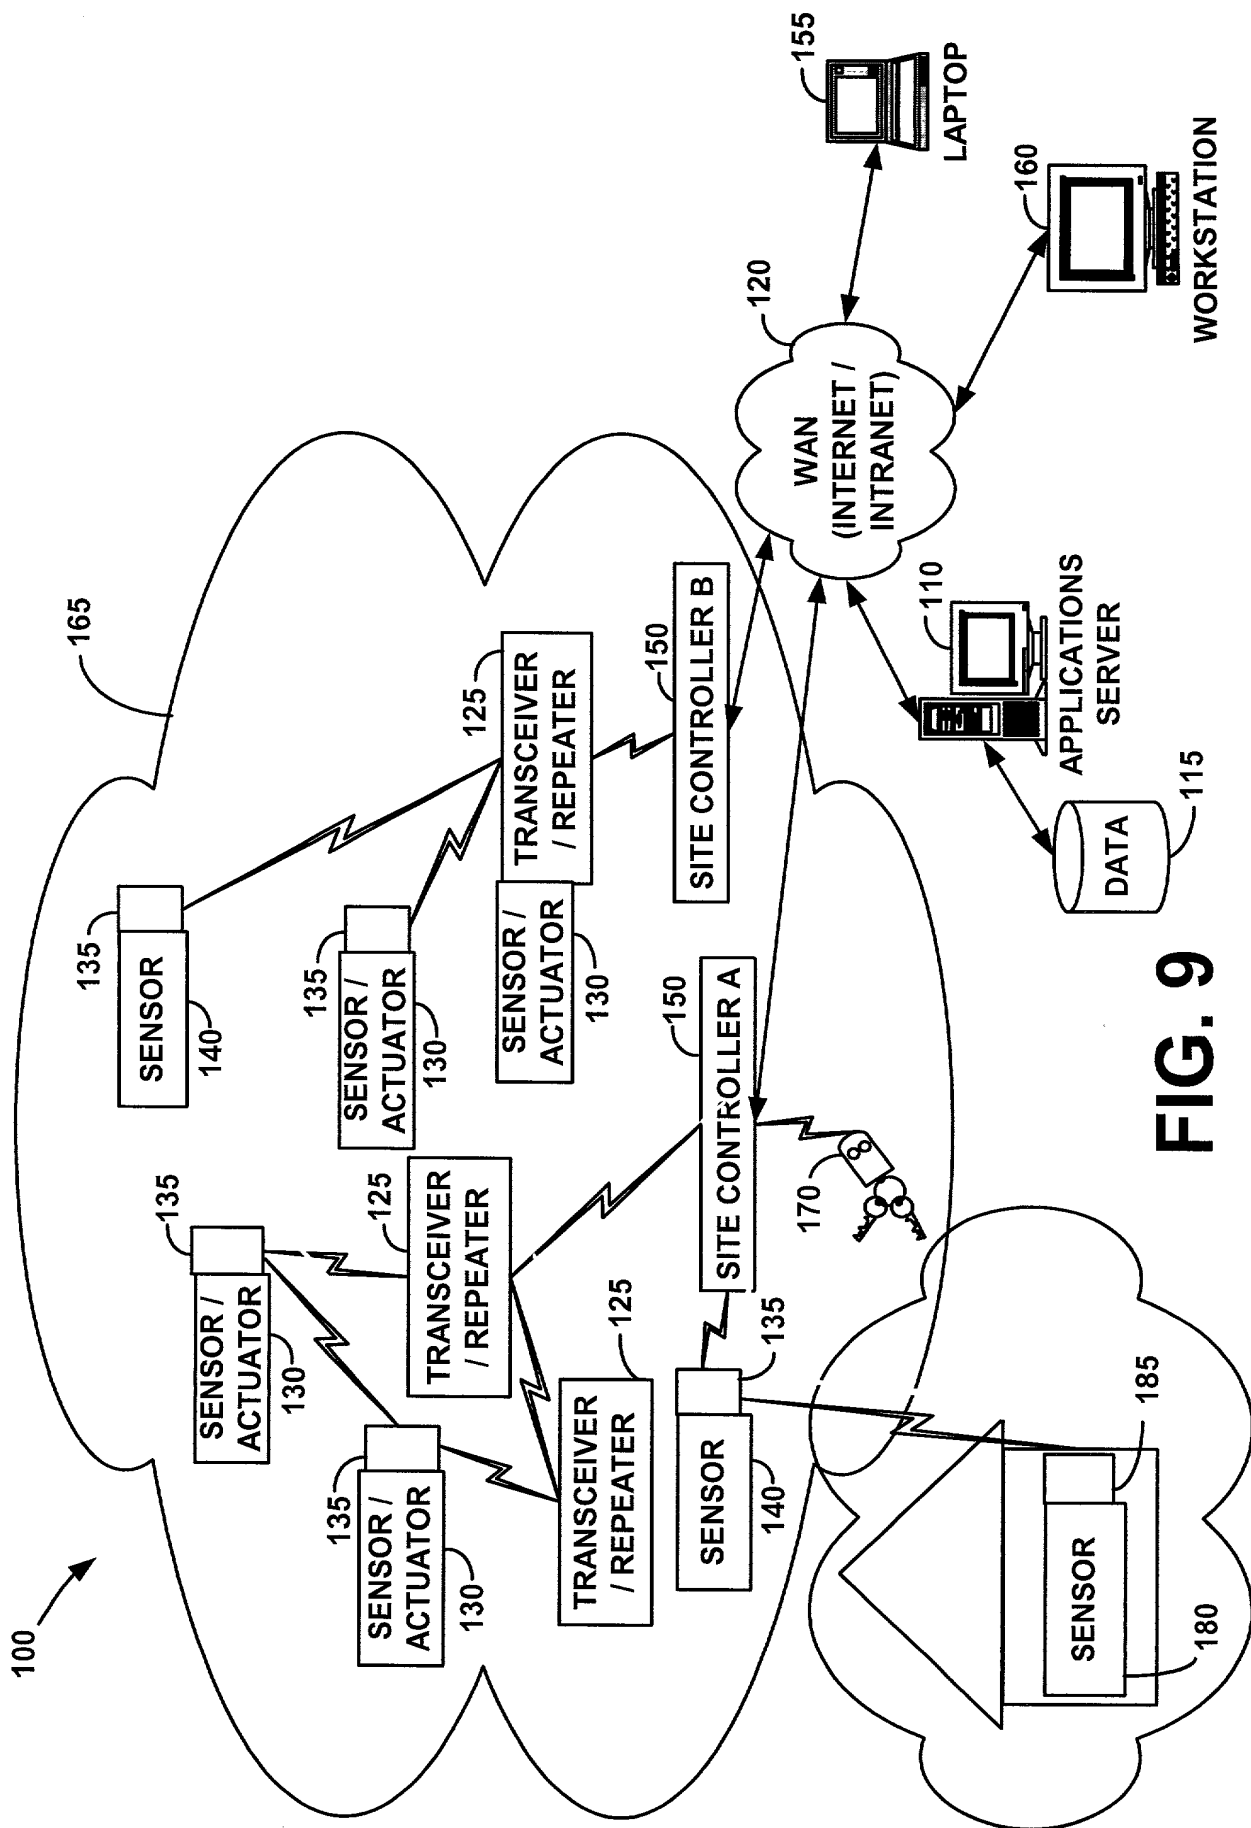 100
165
135
SENSOR /
ACTUATOR
130
135
SENSOR
140
135
SENSOR /
ACTUATOR
130
125
TRANSCEIVER
/ REPEATER
135
SENSOR /
ACTUATOR
130
125
TRANSCEIVER
/ REPEATER
SENSOR /
ACTUATOR
130
125
TRANSCEIVER
/ REPEATER
135
SENSOR
140
150
SITE CONTROLLER A
150
SITE CONTROLLER B
170
120
WAN
(INTERNET /
INTRANET)
155
LAPTOP
160
WORKSTATION
110
APPLICATIONS
SERVER
DATA
115
185
SENSOR
180
FIG. 9